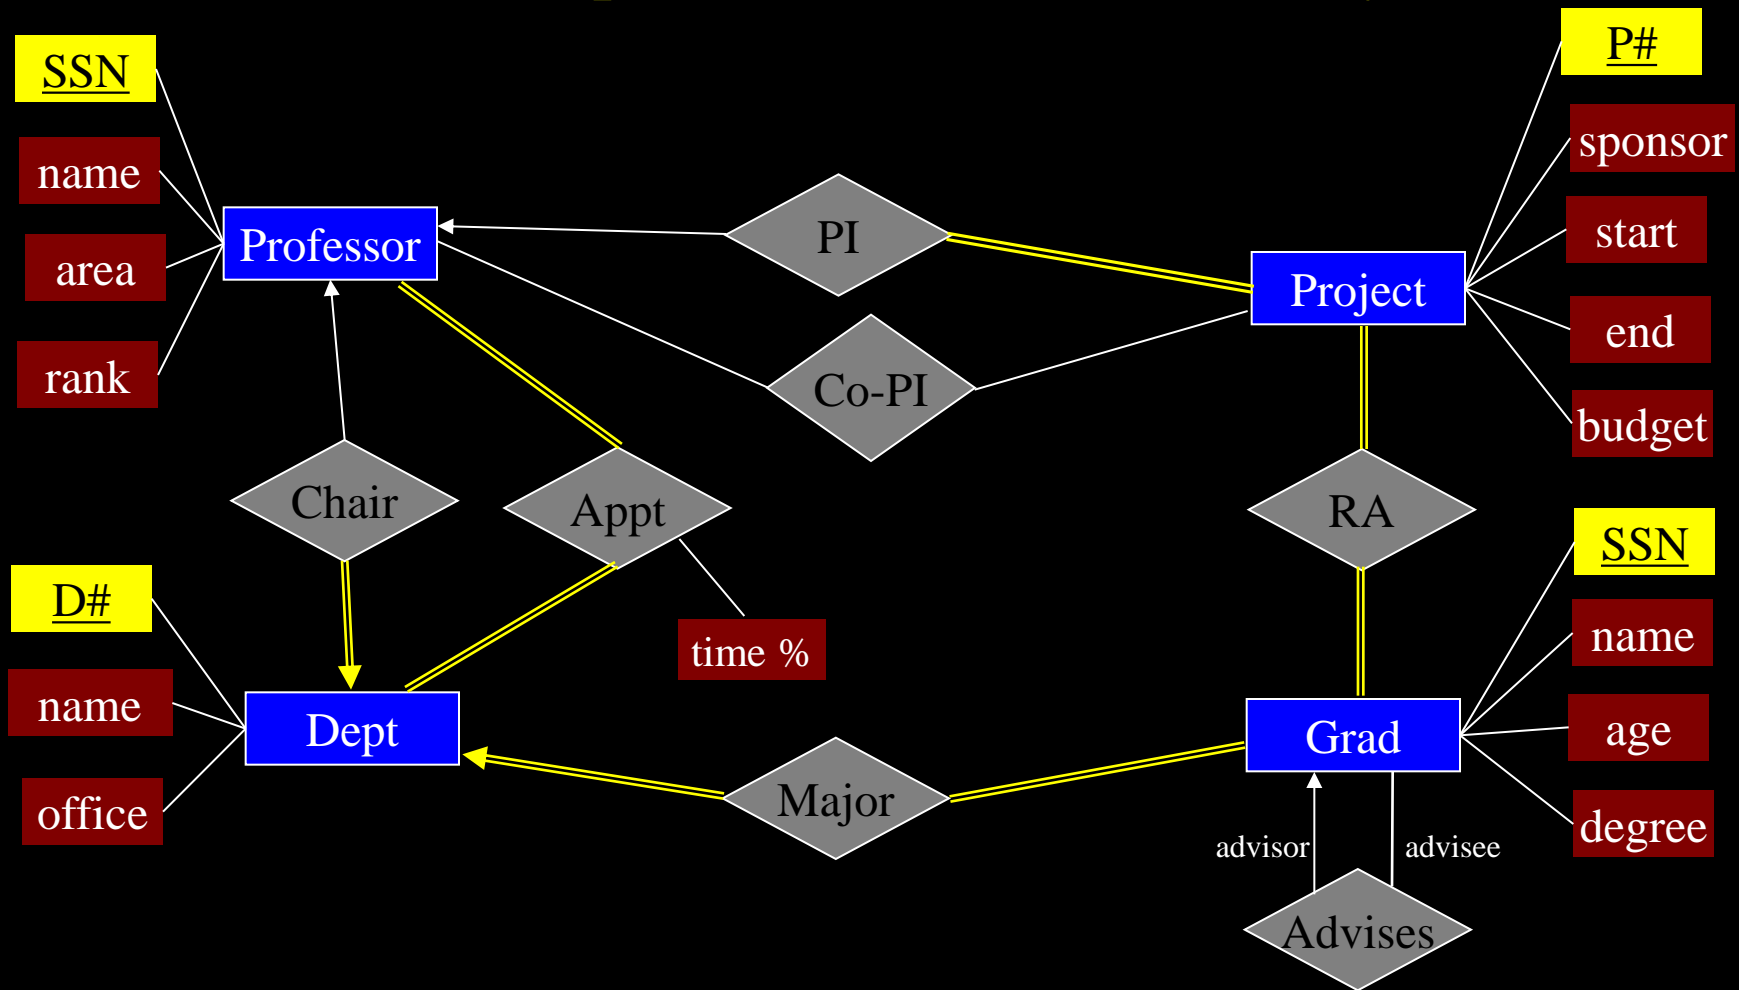 SSN
name
area
rank
Professor
PI
Co-PI
Project
P#
sponsor
start
end
budget
Chair
Appt
time %
RA
D#
name
office
Dept
Major
Grad
SSN
name
age
degree
advisor
advisee
Advises